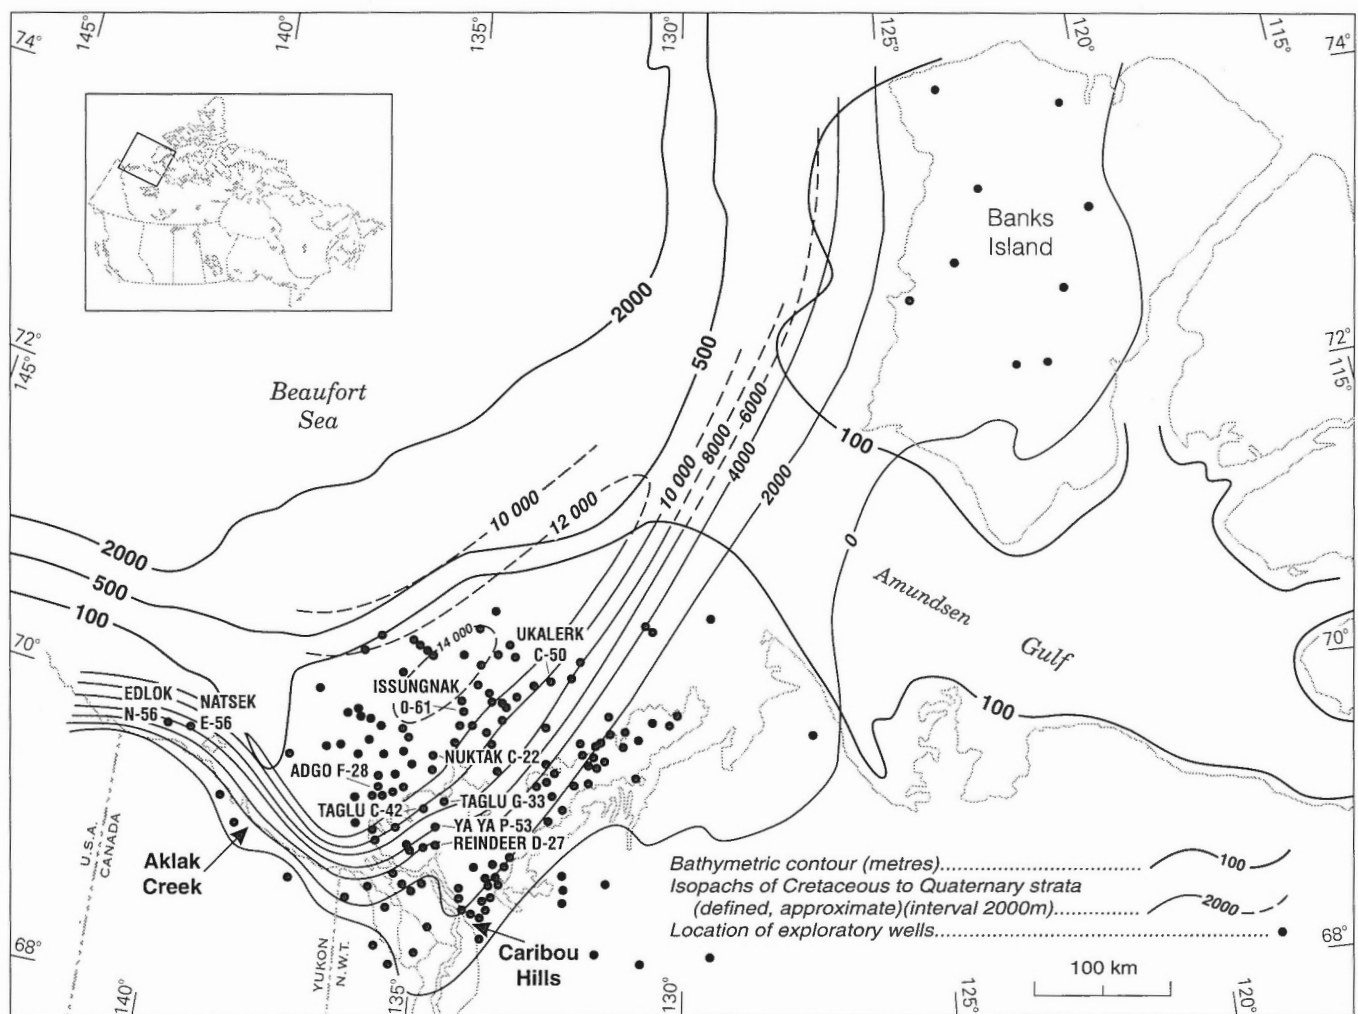 145°
140°
135°
130°
125°
120°
115°
74°
74°
Banks
Island
2000
72°
145°
72°
115°
500
Beaufort
Sea
6000
8000
4000
10 000
2000
100
10 000
12 000
0
2000
500
100
Amundsen
Gulf
70°
70°
14 000
UKALERK
C-50
ISSUNGNAK
0-61
EDLOK
N-56
NATSEK
E-56
100
NUKTAK C-22
ADGO F-28
TAGLU C-42
TAGLU G-33
YA YA P-53
REINDEER D-27
U.S.A.
CANADA
Aklak
Creek
Bathymetric contour (metres)
100
Isopachs of Cretaceous to Quaternary strata
(defined, approximate)(interval 2000m)
2000
Location of exploratory wells
68°
68°
YUKON
N.W.T.
Caribou
Hills
100 km
140°
135°
130°
125°
120°